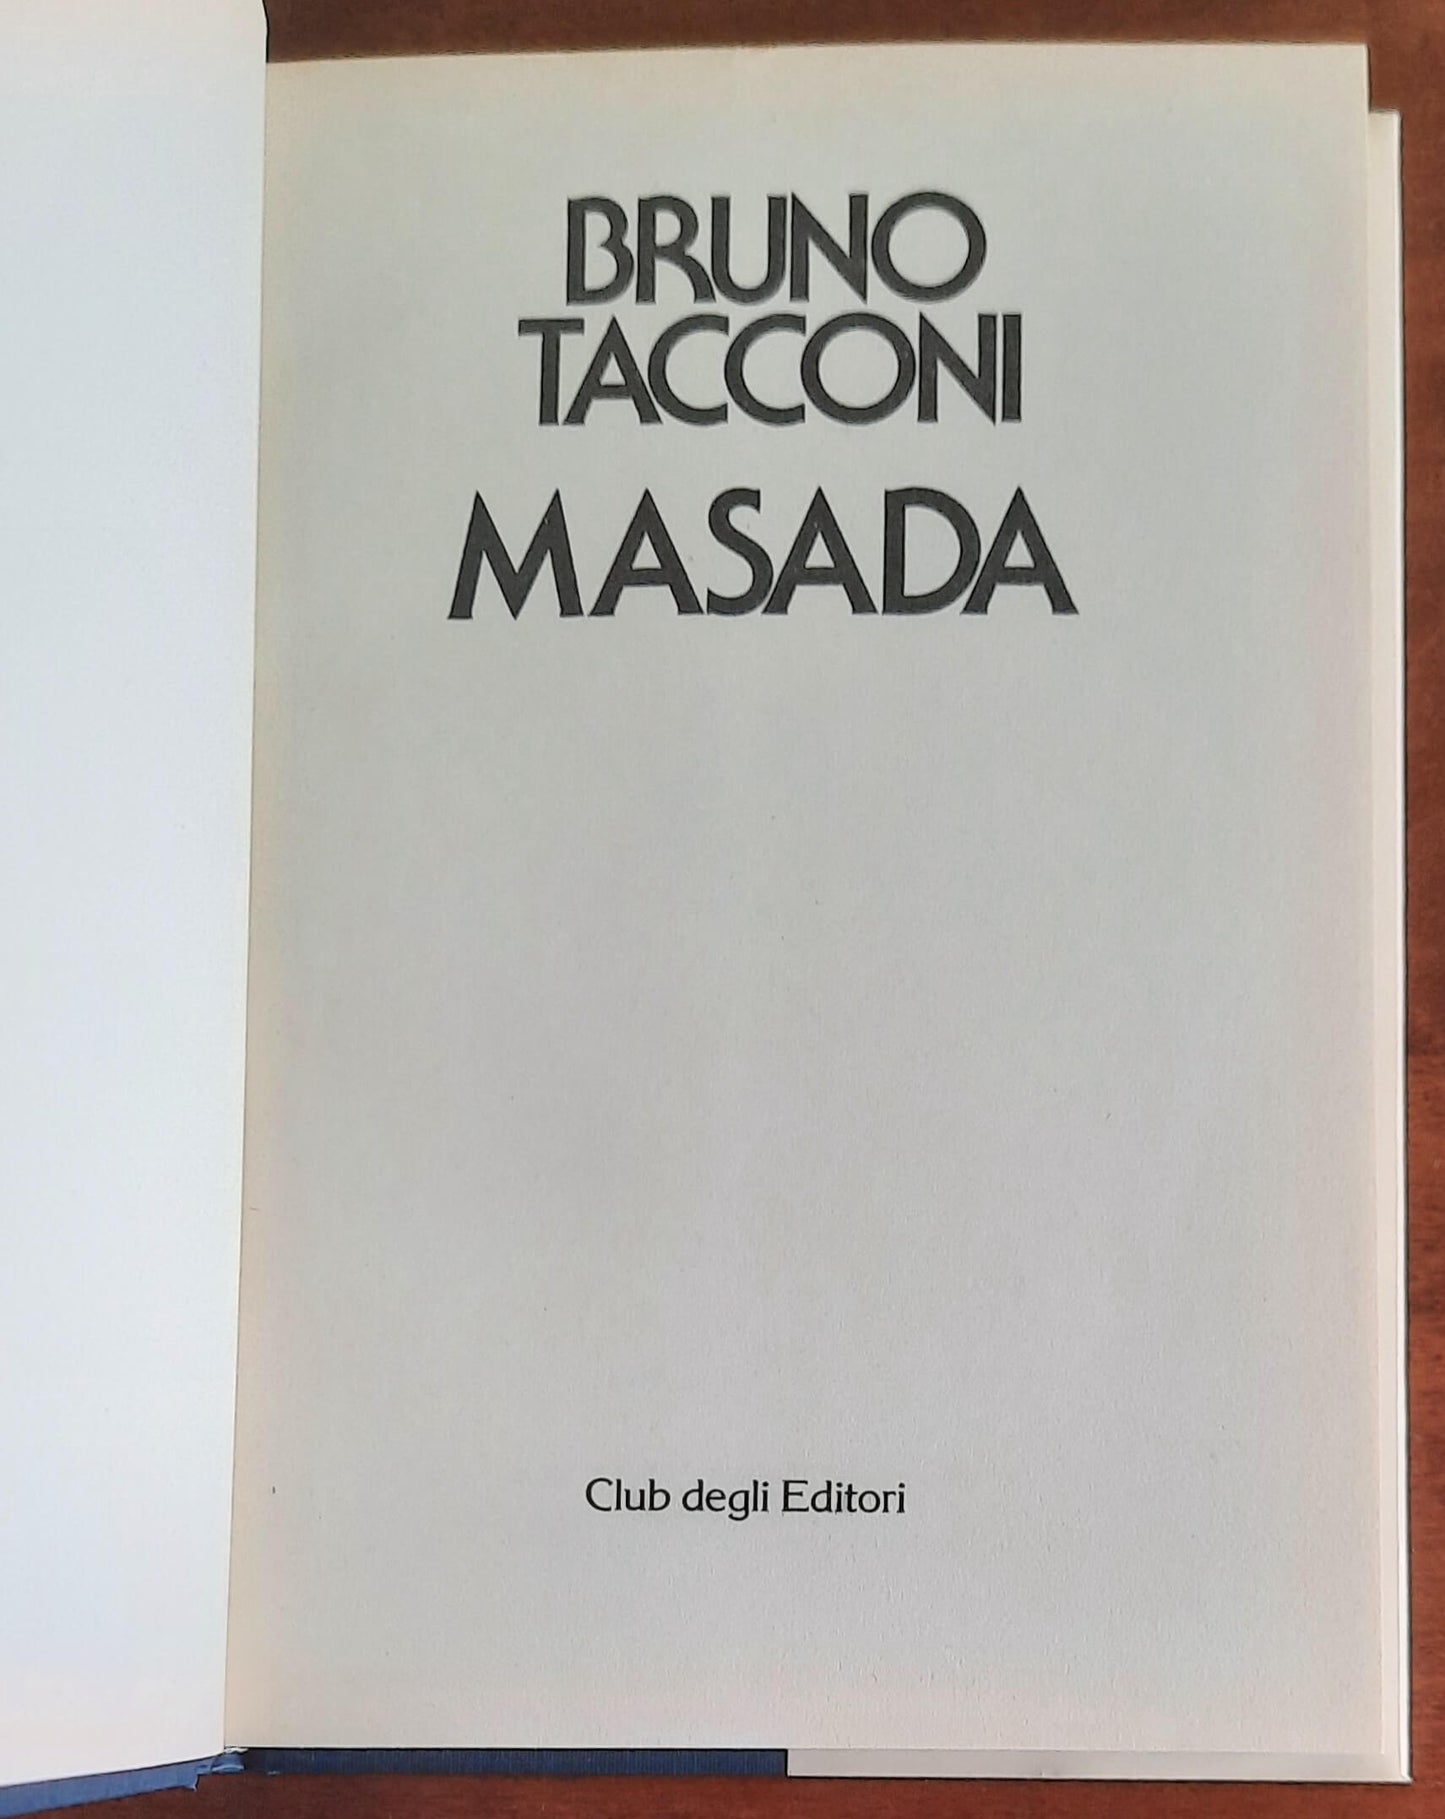 BRUNO
TACCONI
MASADA
Club degli Editori